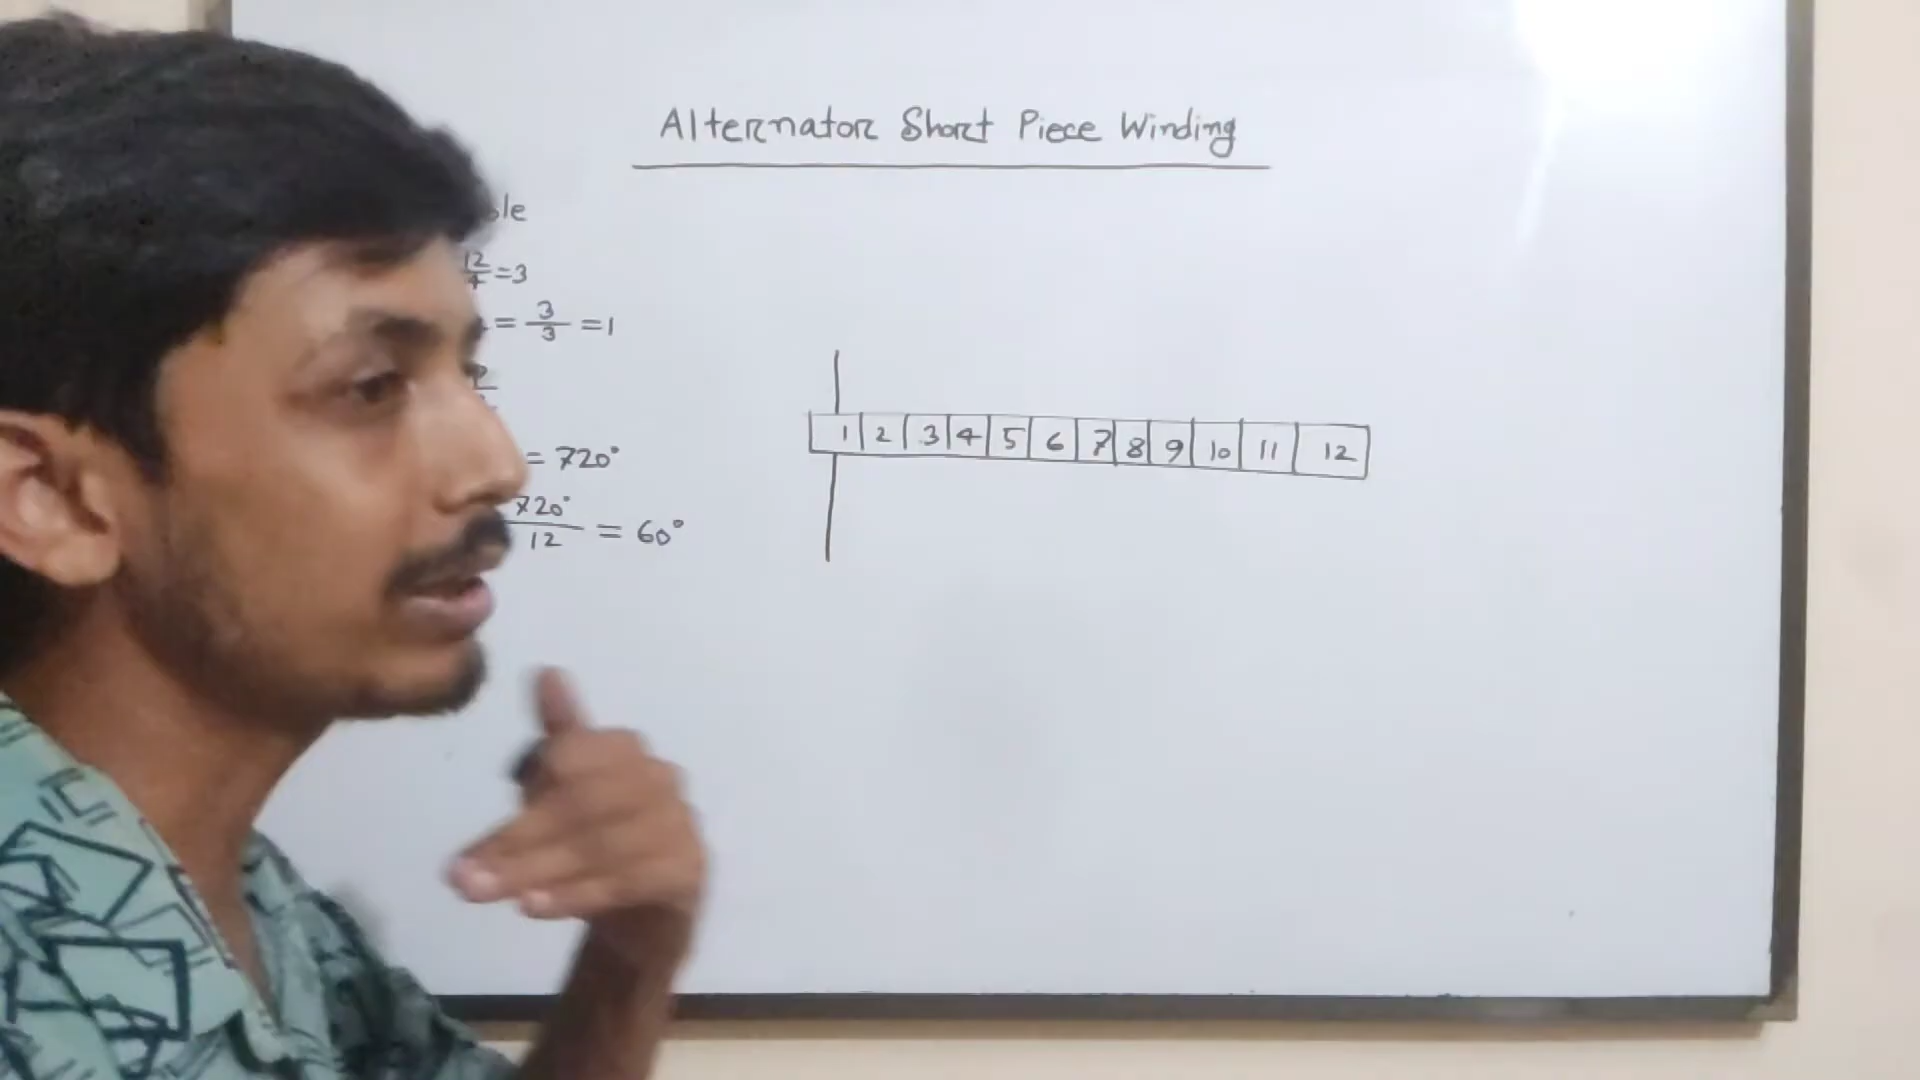 Alternator Short Piece Winding
12/4 = 3
= 3/3 = 1
= 720°
720°/12 = 60°
1 2 3 4 5 6 7 8 9 10 11 12